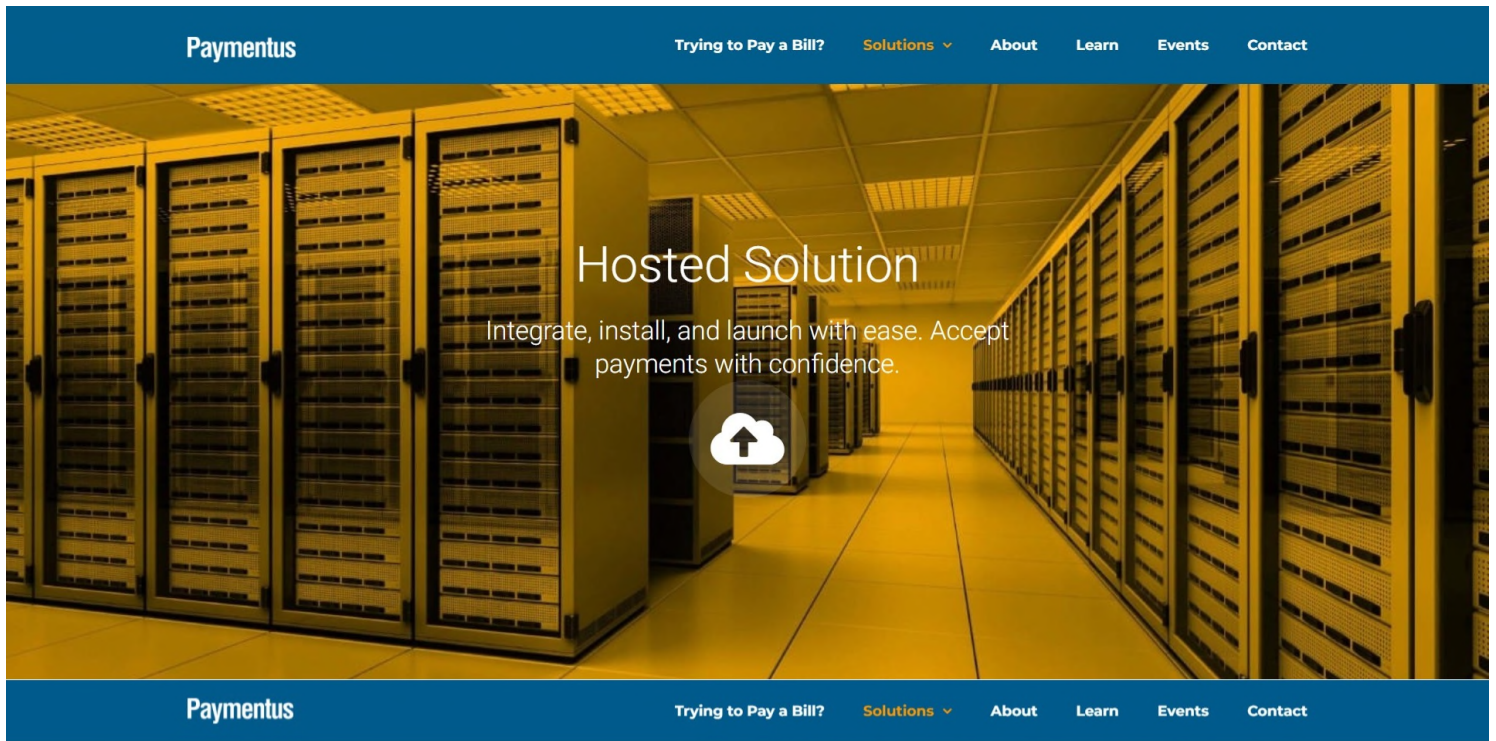 Paymentus
Trying to Pay a Bill? Solutions About Learn Events Contact
Hosted Solution
Integrate, install, and launch with ease. Accept
payments with confidence.
Paymentus
Trying to Pay a Bill? Solutions About Learn Events Contact